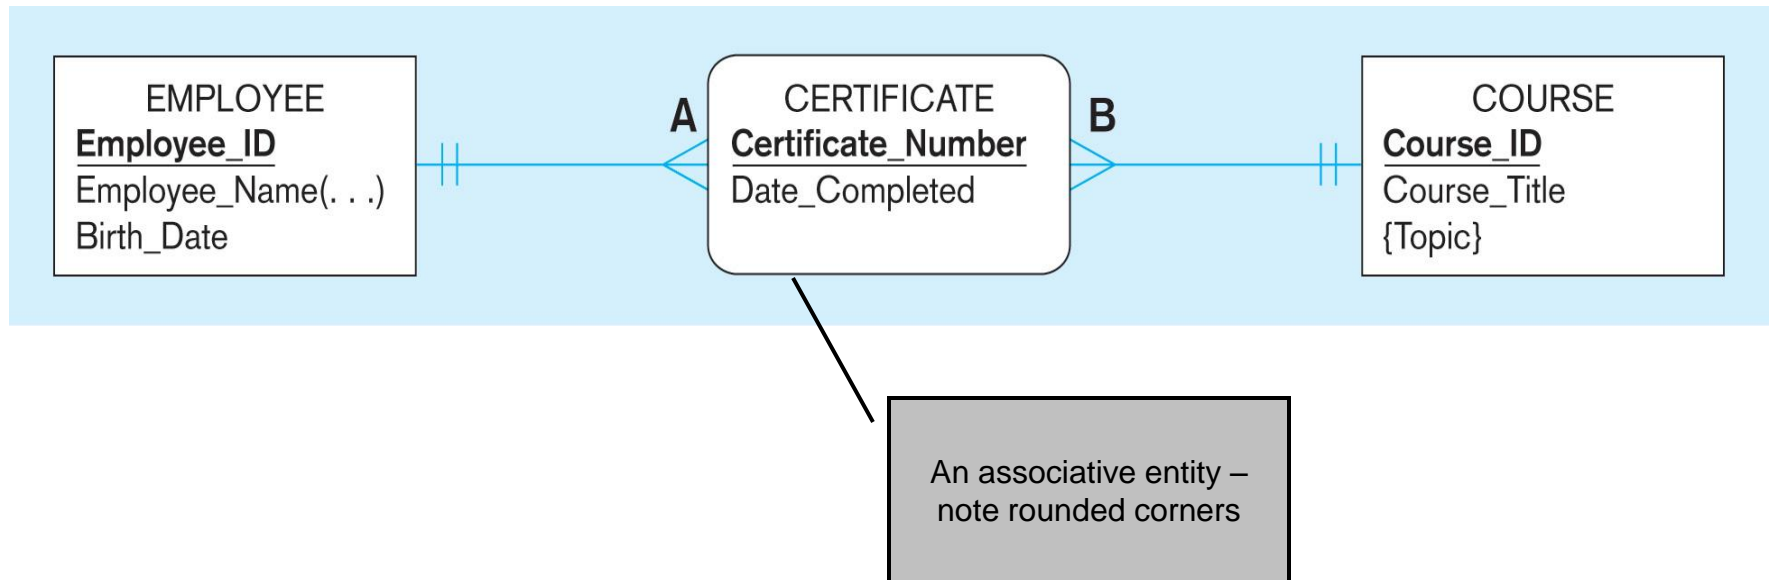 EMPLOYEE
Employee_ID
Employee_Name(. . .)
Birth_Date
A
CERTIFICATE
Certificate_Number
Date_Completed
B
COURSE
Course_ID
Course_Title
{Topic}
An associative entity –
note rounded corners